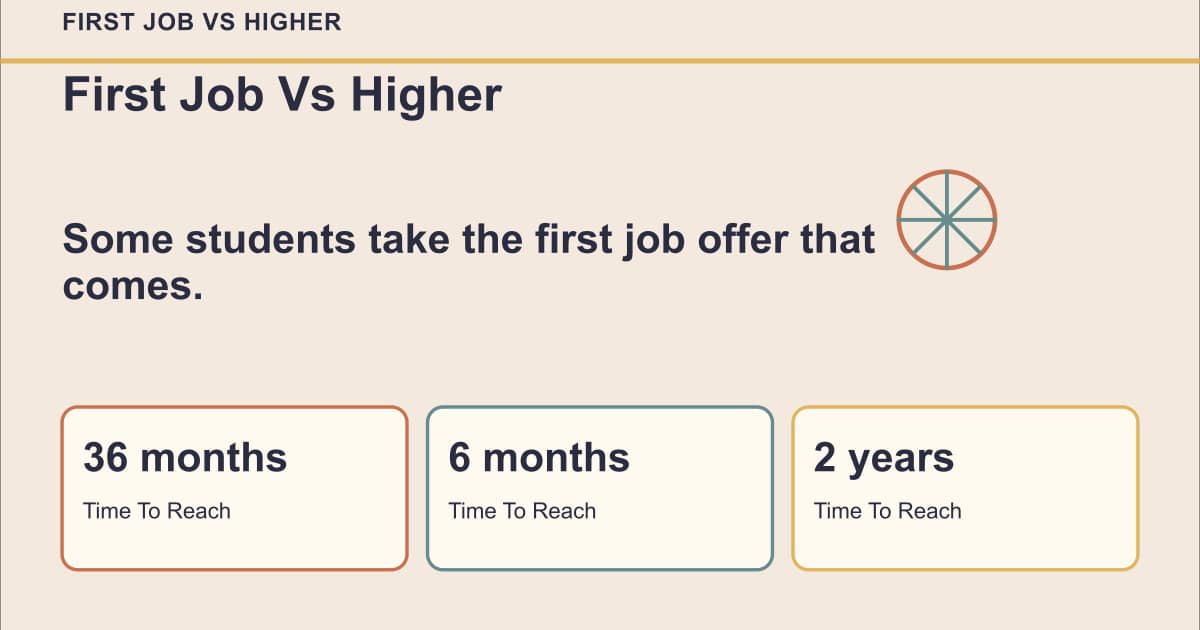 FIRST JOB VS HIGHER
First Job Vs Higher
Some students take the first job offer that
comes.
36 months
Time To Reach
6 months
Time To Reach
2 years
Time To Reach